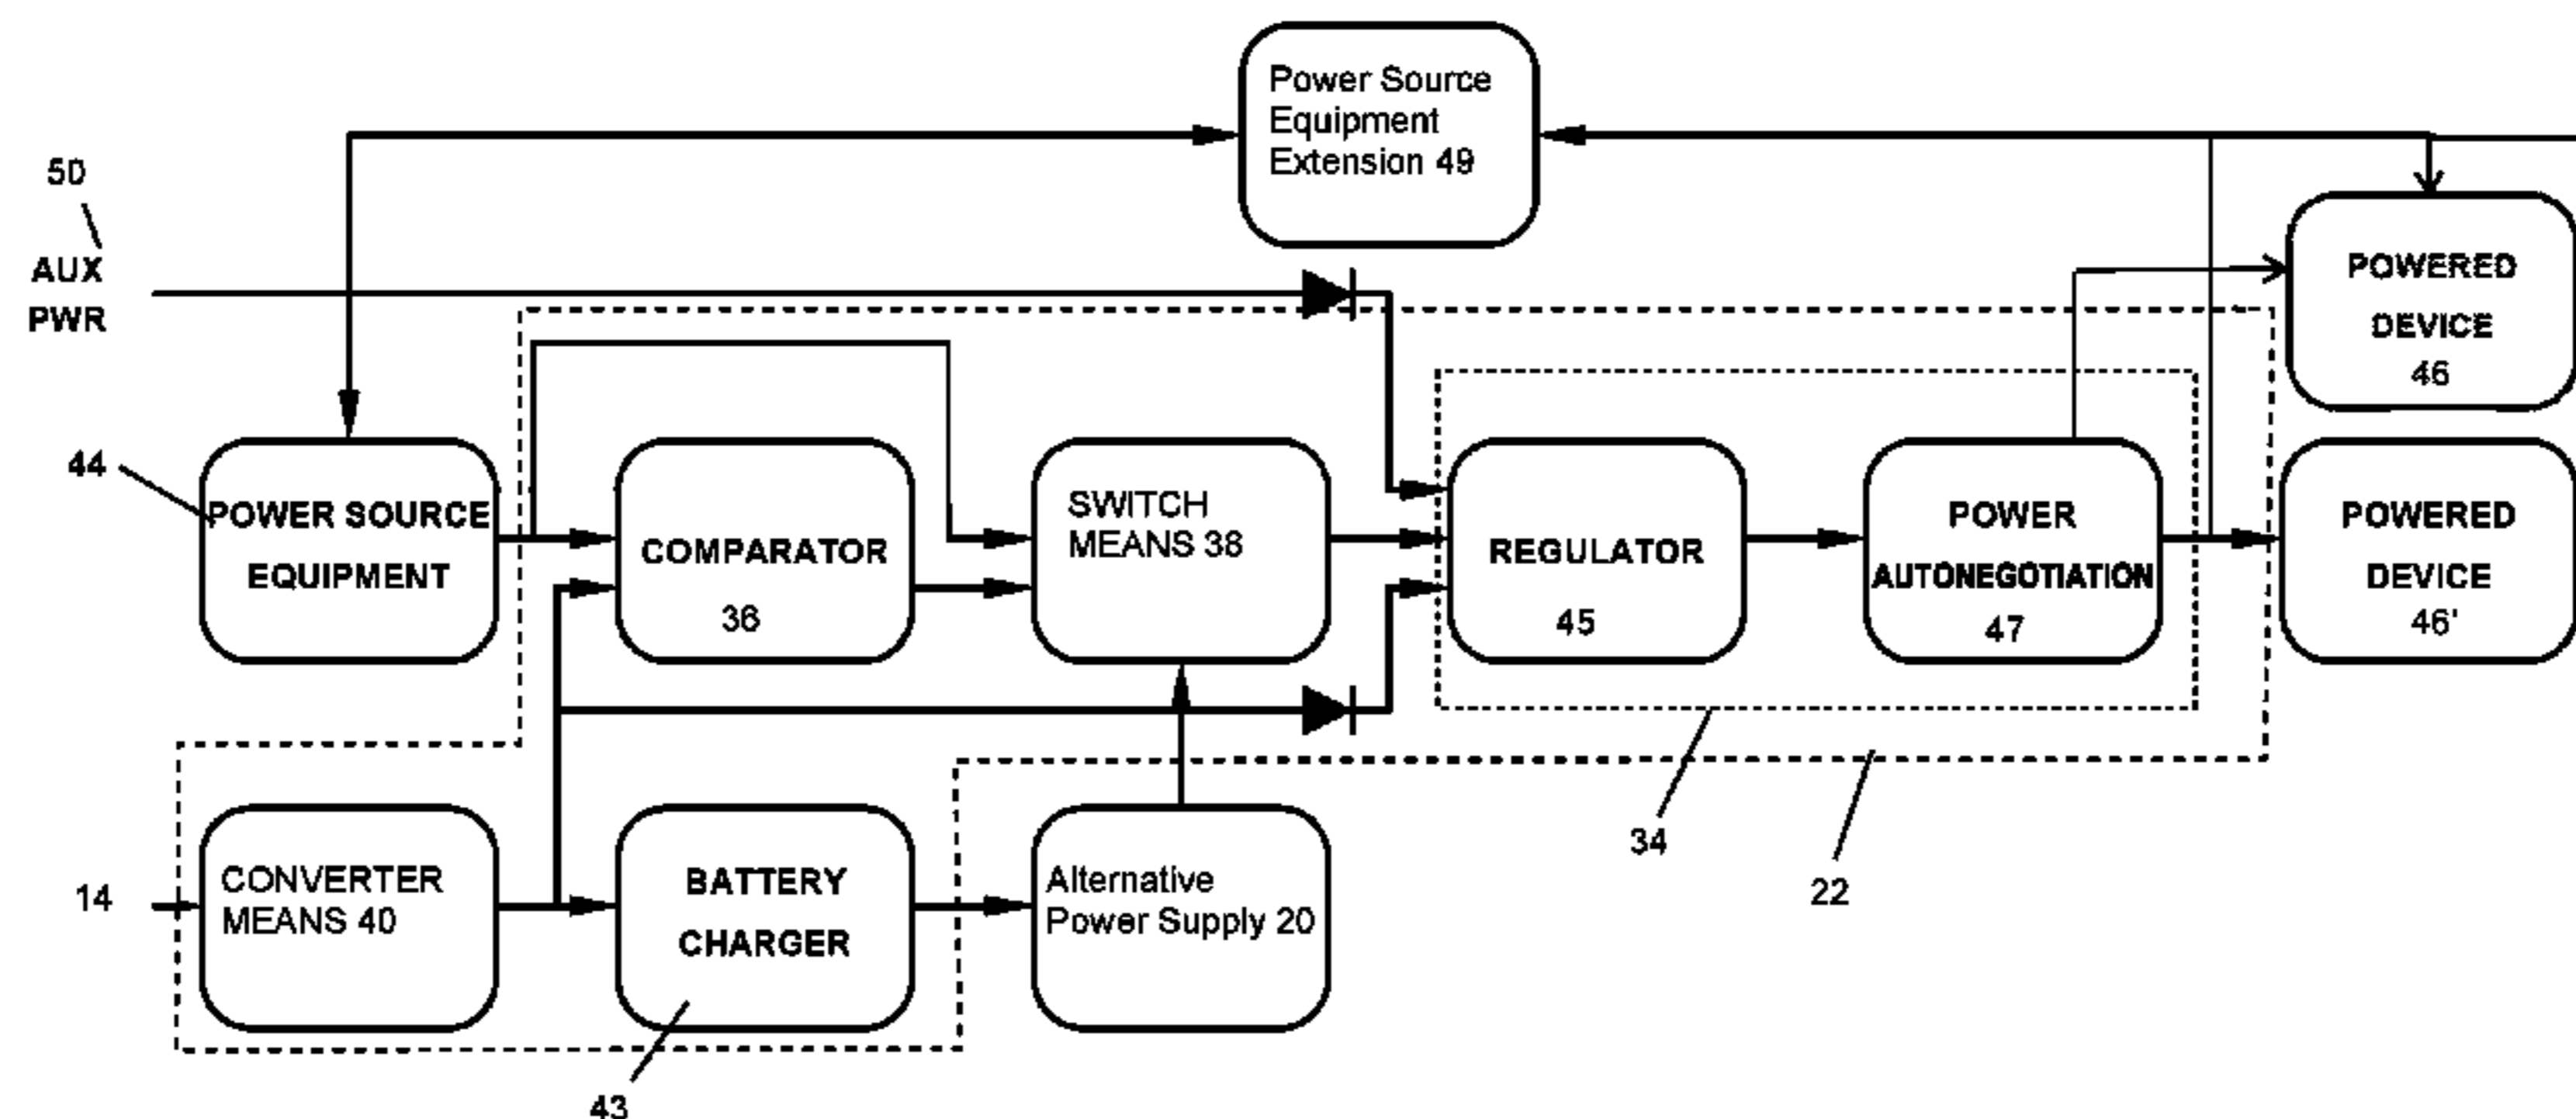 Power Source
Equipment
Extension 49
50
AUX
PWR
POWERED
DEVICE
46
44
POWER SOURCE
EQUIPMENT
COMPARATOR
36
SWITCH
MEANS 38
REGULATOR
45
POWER
AUTONEGOTIATION
47
POWERED
DEVICE
46'
34
22
14
CONVERTER
MEANS 40
BATTERY
CHARGER
Alternative
Power Supply 20
43